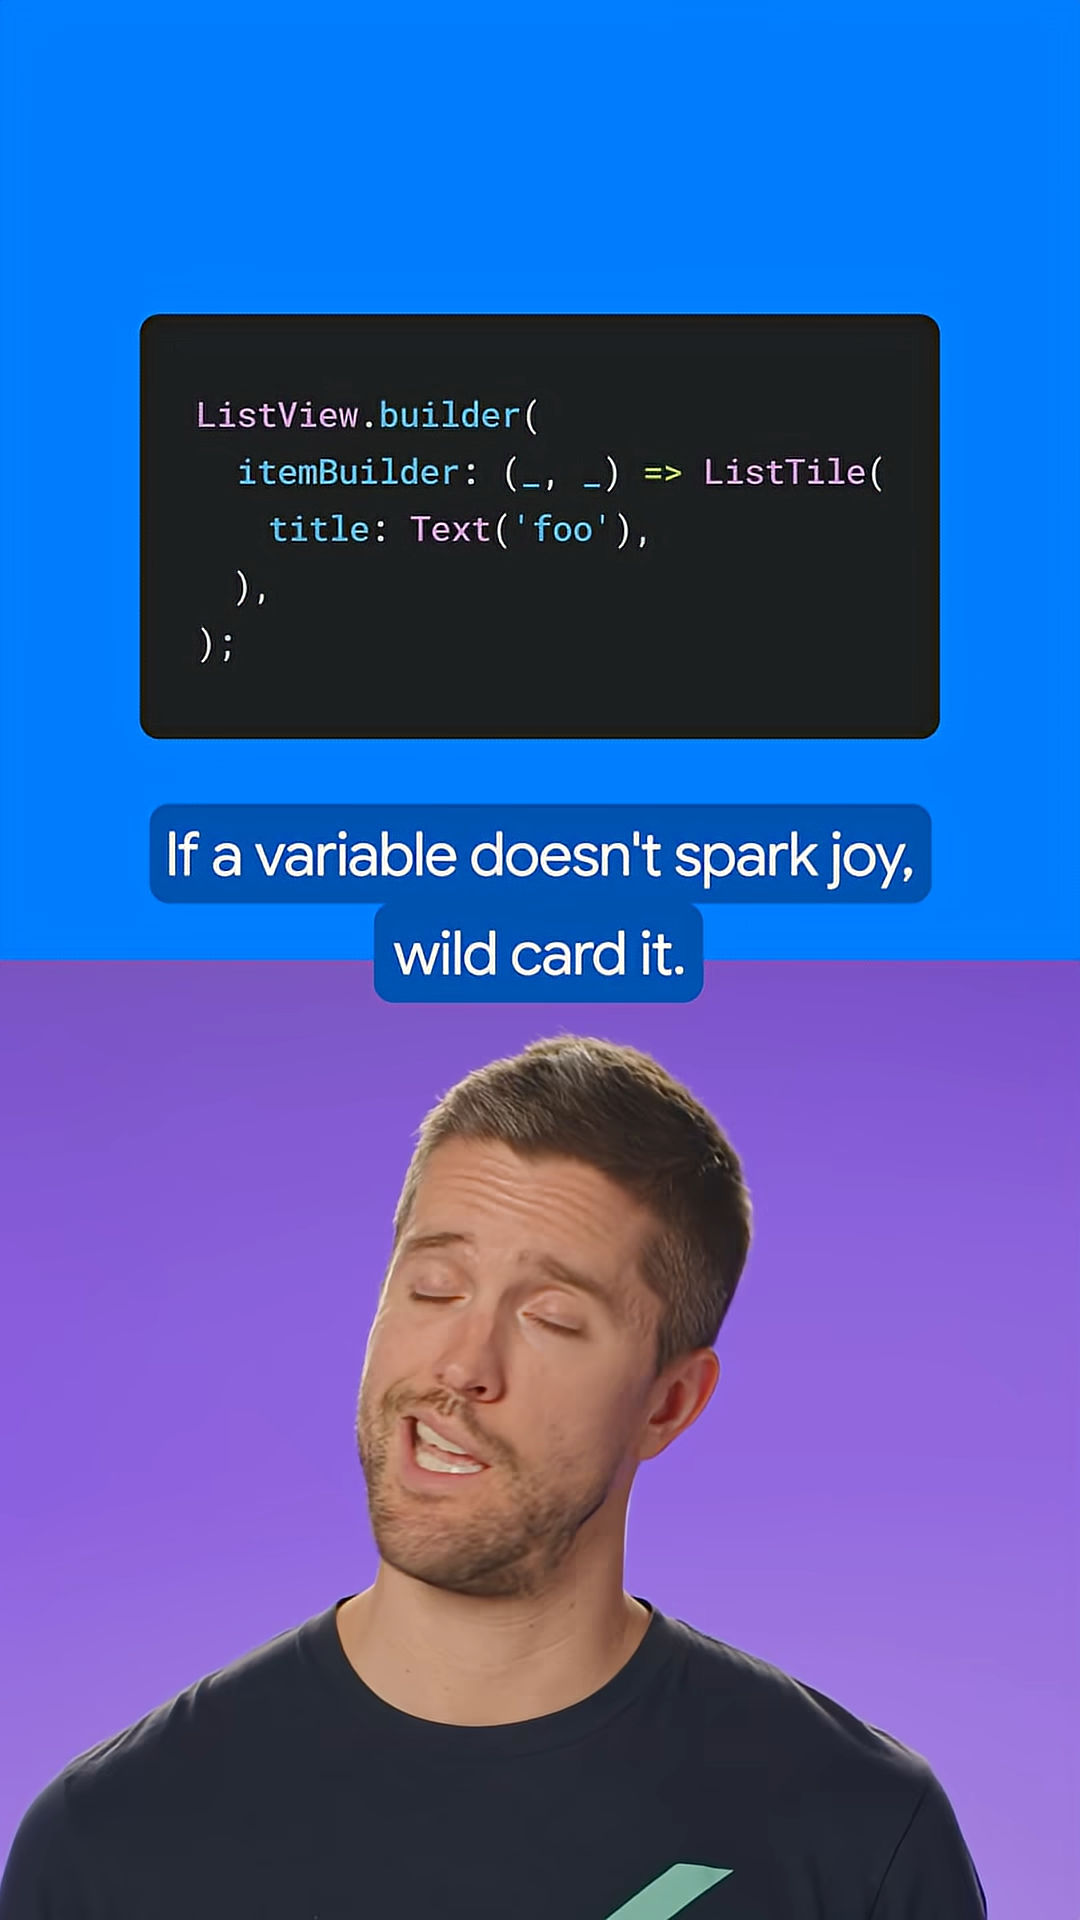 ListView.builder(
  itemBuilder: (_, _) => ListTile(
    title: Text('foo'),
  ),
);
If a variable doesn't spark joy,
wild card it.